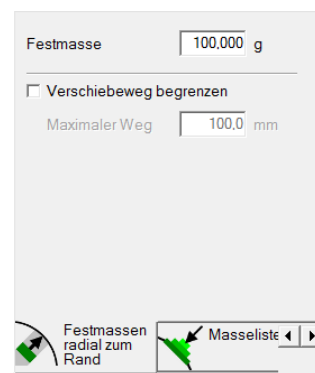 Festmasse 100,000 g
Verschiebeweg begrenzen
Maximaler Weg 100,0 mm
Festmassen
radial zum
Rand
Masseliste